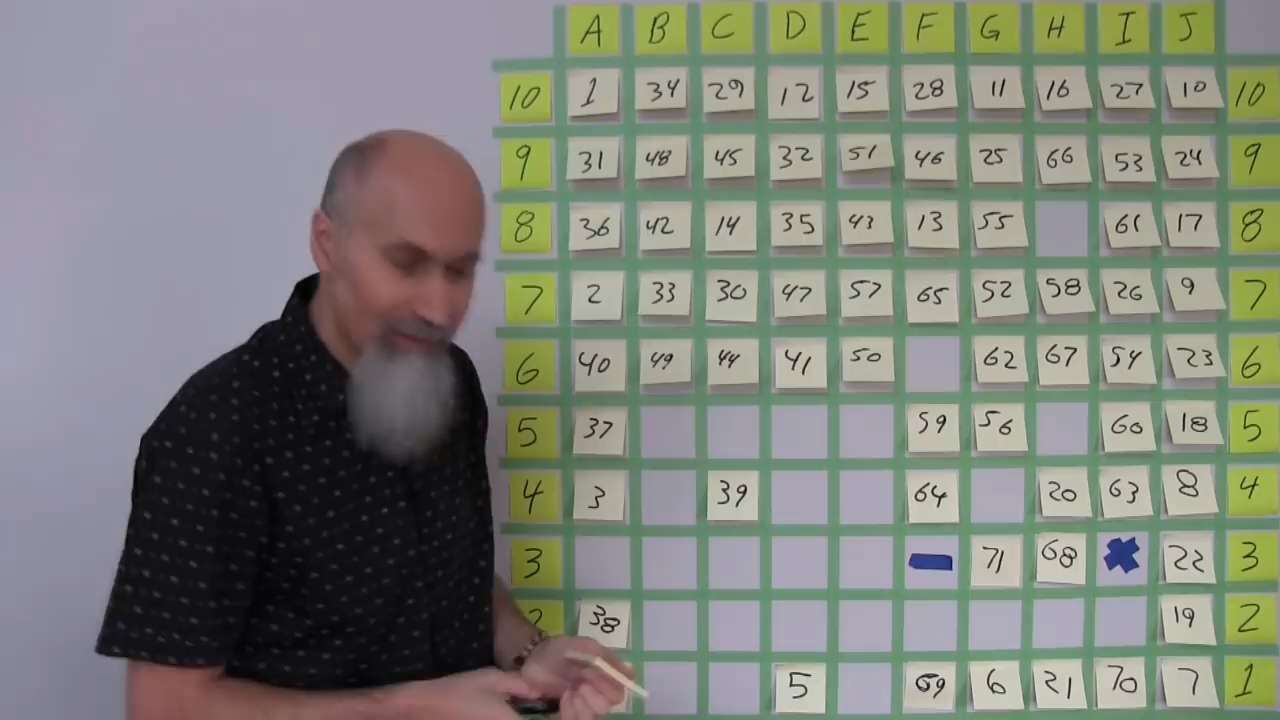 A B C D E F G H I J
10 1 34 29 12 15 28 11 16 27 10 10
9 31 48 45 32 51 46 25 66 53 24 9
8 36 42 14 35 43 13 55 61 17 8
7 2 33 30 47 57 65 52 58 26 9 7
6 40 49 44 41 50 62 67 54 23 6
5 37 59 56 60 18 5
4 3 39 64 20 63 8 4
3 71 68 22 3
2 38 19 2
5 69 6 21 70 7 1